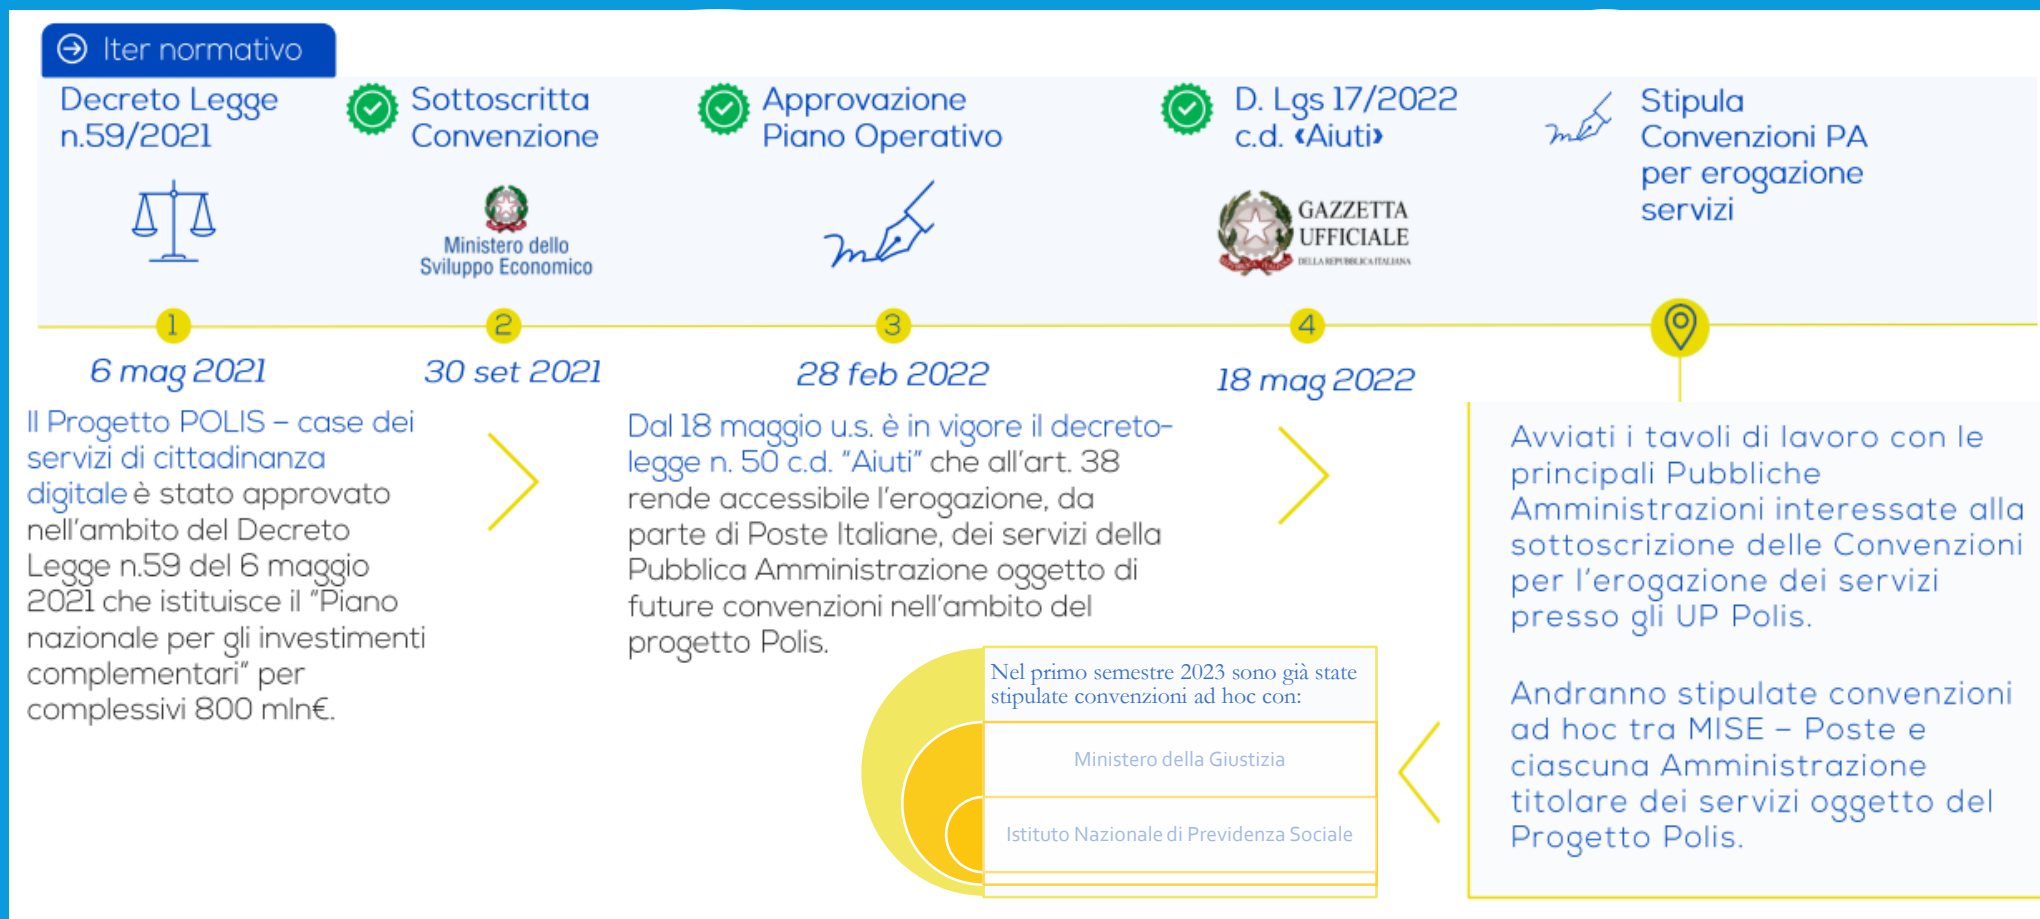 Iter normativo
Decreto Legge
n.59/2021
Sottoscritta
Convenzione
Approvazione
Piano Operativo
D. Lgs 17/2022
c.d. «Aiuti»
Stipula
Convenzioni PA
per erogazione
servizi
Ministero dello
Sviluppo Economico
GAZZETTA
UFFICIALE
DELLA REPUBBLICA ITALIANA
1
2
3
4
6 mag 2021
30 set 2021
28 feb 2022
18 mag 2022
Il Progetto POLIS – case dei
servizi di cittadinanza
digitale è stato approvato
nell'ambito del Decreto
Legge n.59 del 6 maggio
2021 che istituisce il "Piano
nazionale per gli investimenti
complementari" per
complessivi 800 mln€.
Dal 18 maggio u.s. è in vigore il decreto-
legge n. 50 c.d. "Aiuti" che all'art. 38
rende accessibile l'erogazione, da
parte di Poste Italiane, dei servizi della
Pubblica Amministrazione oggetto di
future convenzioni nell'ambito del
progetto Polis.
Avviati i tavoli di lavoro con le
principali Pubbliche
Amministrazioni interessate alla
sottoscrizione delle Convenzioni
per l'erogazione dei servizi
presso gli UP Polis.
Andranno stipulate convenzioni
ad hoc tra MISE – Poste e
ciascuna Amministrazione
titolare dei servizi oggetto del
Progetto Polis.
Nel primo semestre 2023 sono già state
stipulate convenzioni ad hoc con:
Ministero della Giustizia
Istituto Nazionale di Previdenza Sociale